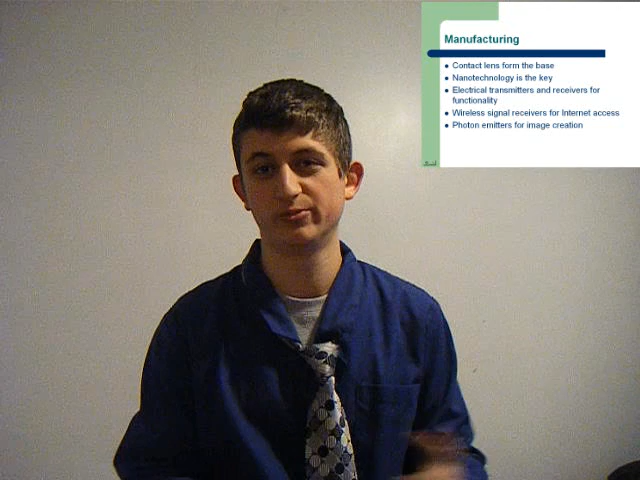 Manufacturing
● Contact lens form the base
● Nanotechnology is the key
● Electrical transmitters and receivers for
functionality
● Wireless signal receivers for Internet access
● Photon emitters for image creation